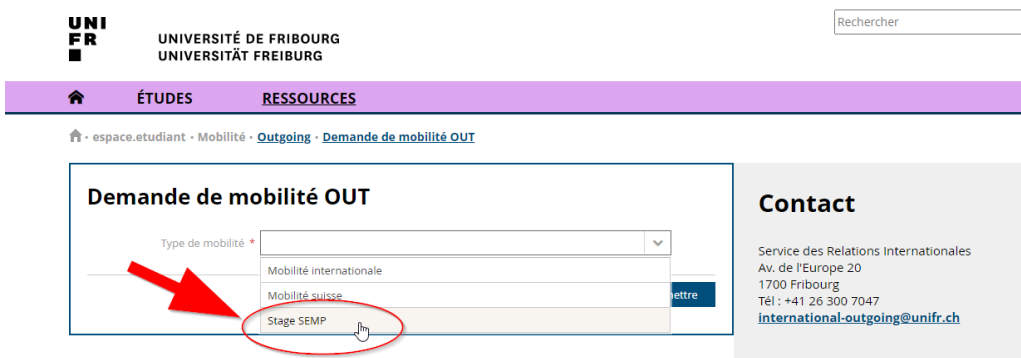 UNI
FR
UNIVERSITÉ DE FRIBOURG
UNIVERSITÄT FREIBURG
Rechercher
ÉTUDES
RESSOURCES
espace.etudiant · Mobilité · Outgoing · Demande de mobilité OUT
Demande de mobilité OUT
Type de mobilité *
Mobilité internationale
Mobilité suisse
Stage SEMP
Contact
Service des Relations Internationales
Av. de l'Europe 20
1700 Fribourg
Tél : +41 26 300 7047
international-outgoing@unifr.ch